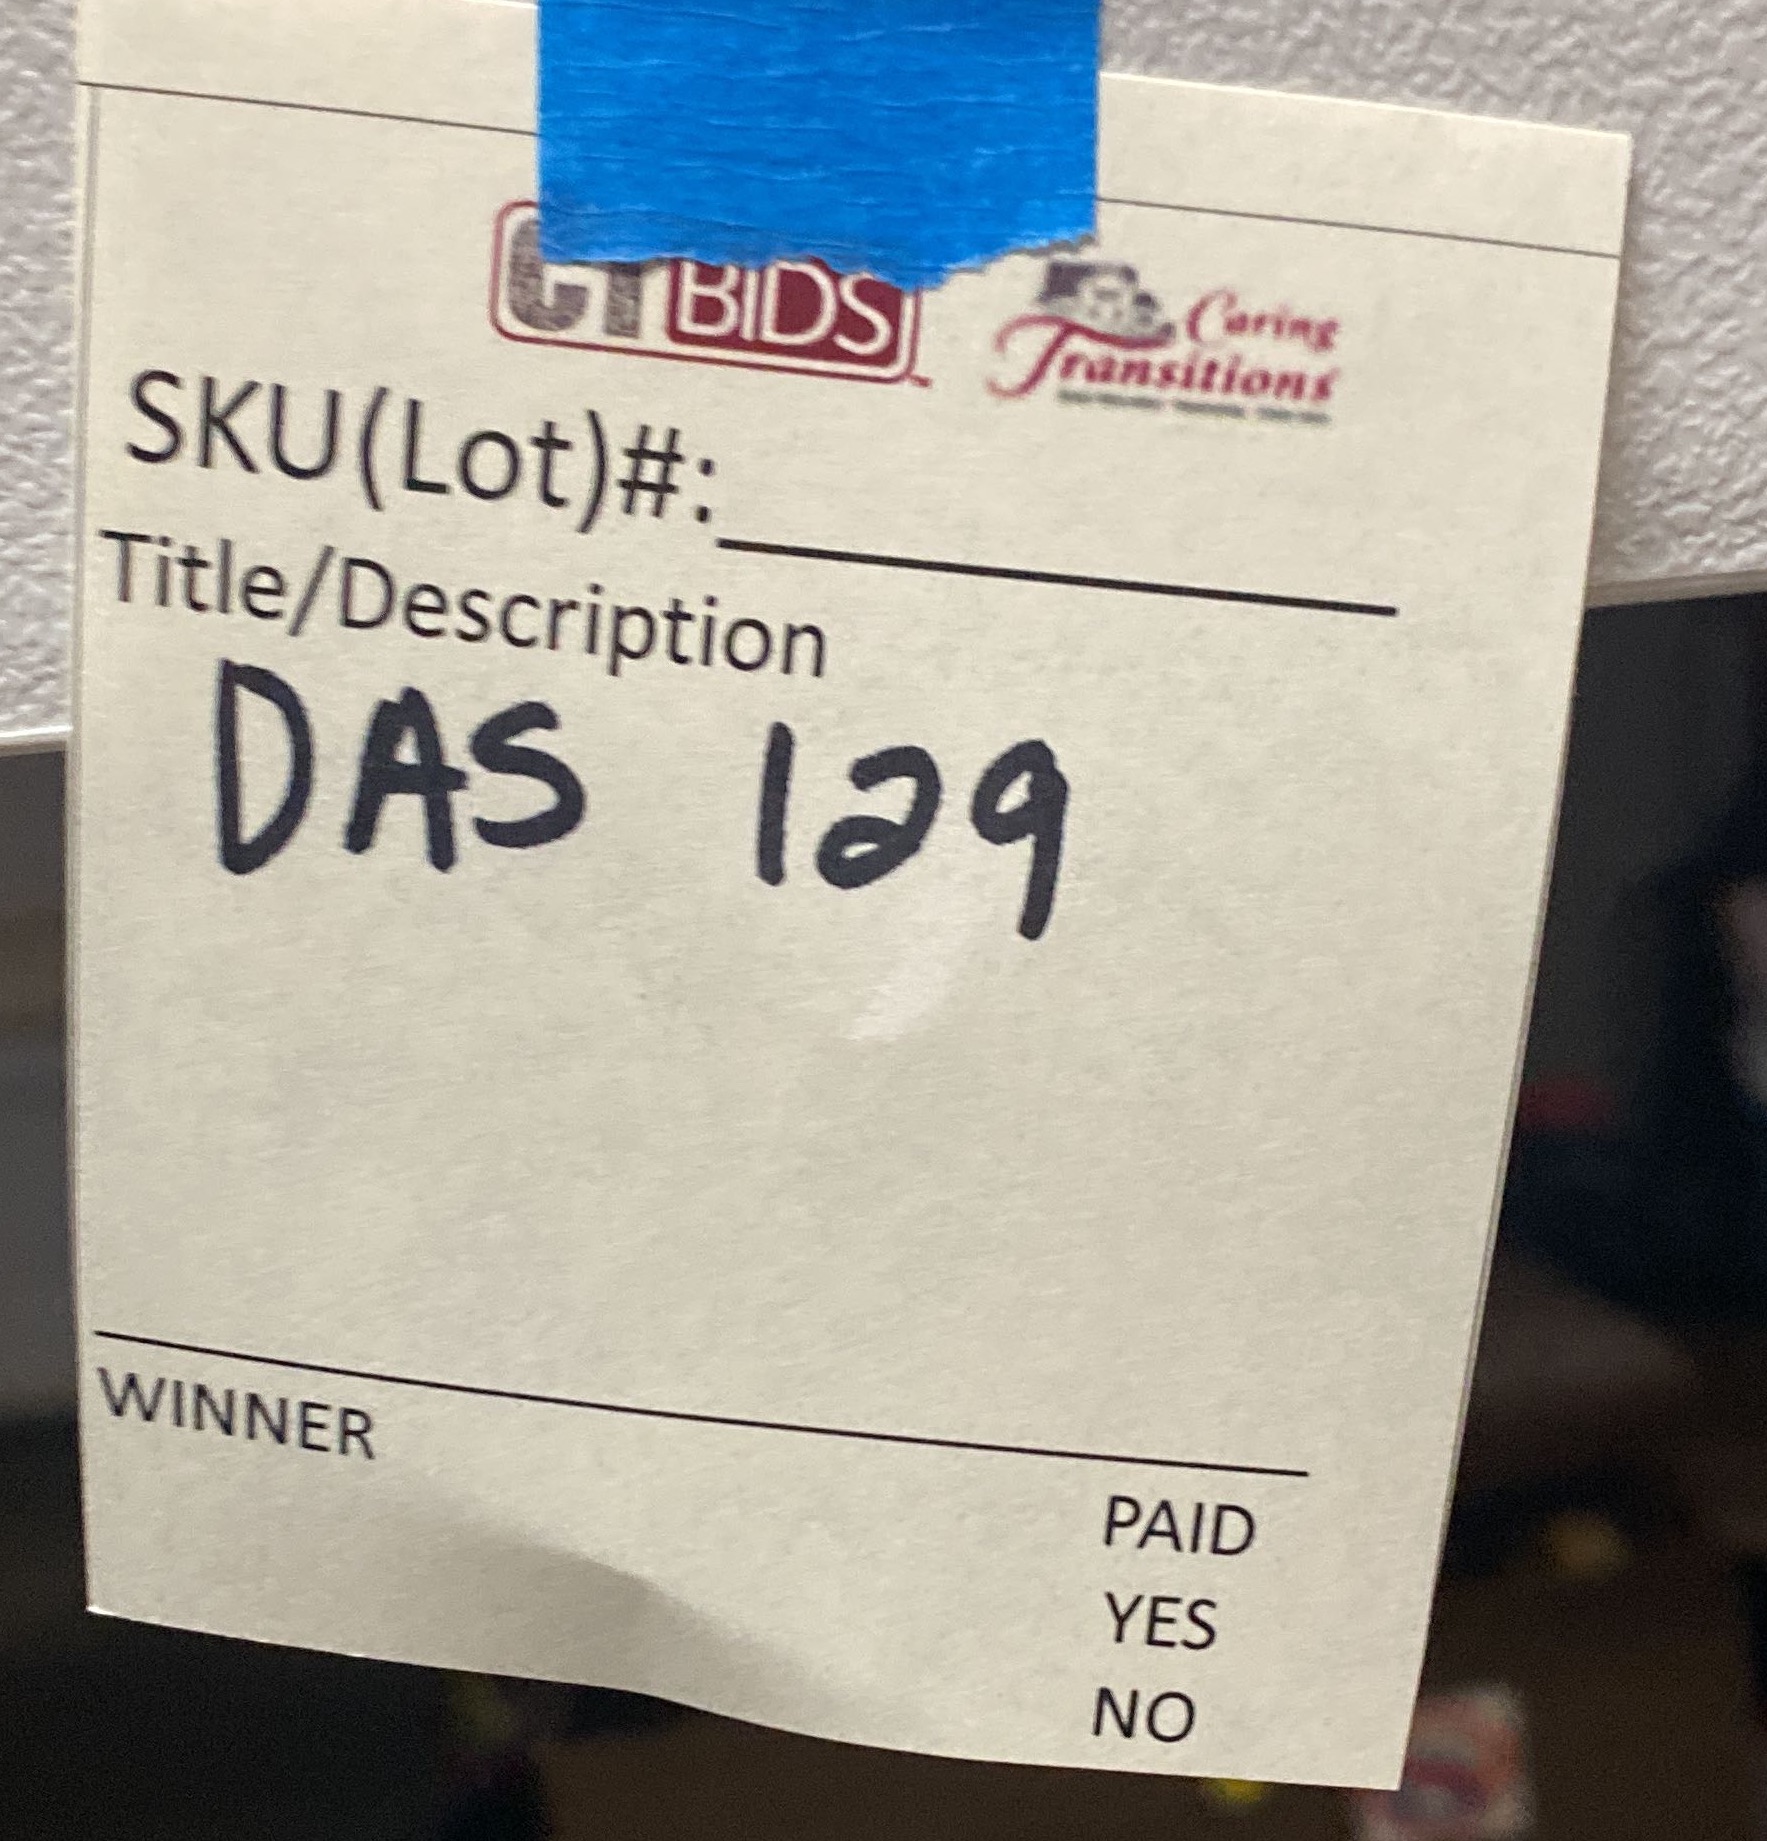 CTBIDS
Caring
Transitions
SKU(Lot)#:
Title/Description
DAS 129
WINNER
PAID
YES
NO